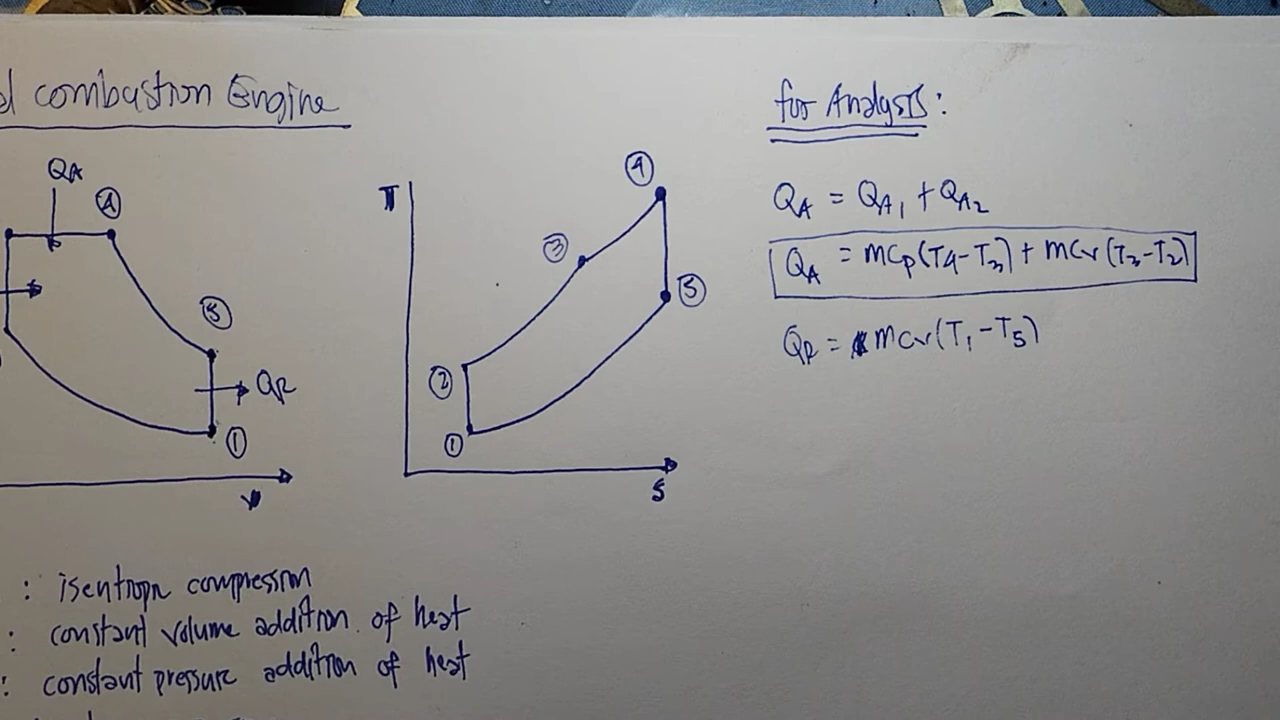 combustion Engine
QA
④
⑤
QR
①
V
T
④
③
⑤
②
①
S
: isentropic compression
: constant volume addition of heat
: constant pressure addition of heat
for Analysis:
QA = QA1 + QA2
QA = mcp(T4-T3) + mcv(T3-T2)
QR = mcv(T1-T5)